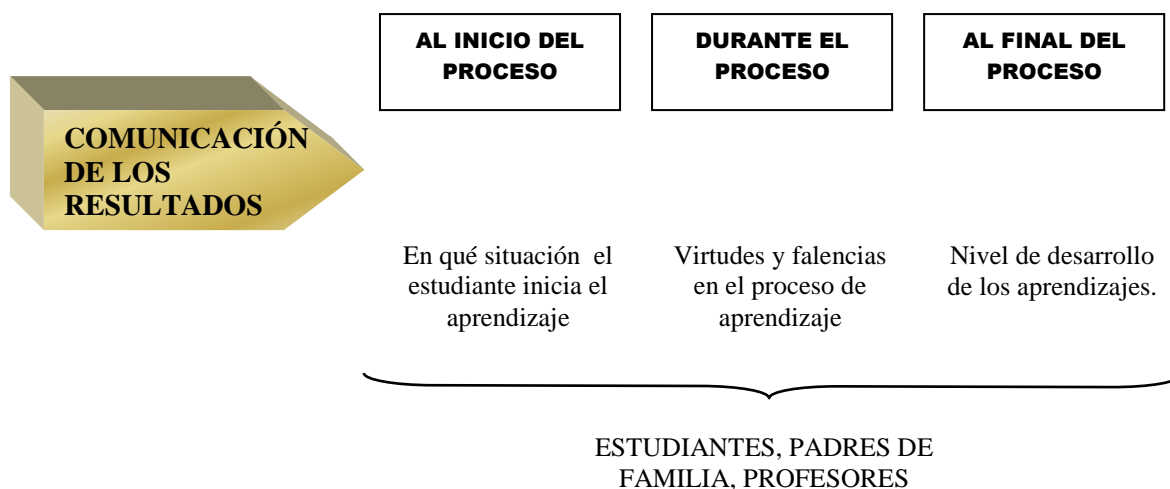 COMUNICACIÓN
DE LOS
RESULTADOS
AL INICIO DEL
PROCESO
DURANTE EL
PROCESO
AL FINAL DEL
PROCESO
En qué situación el
estudiante inicia el
aprendizaje
Virtudes y falencias
en el proceso de
aprendizaje
Nivel de desarrollo
de los aprendizajes.
ESTUDIANTES, PADRES DE
FAMILIA, PROFESORES